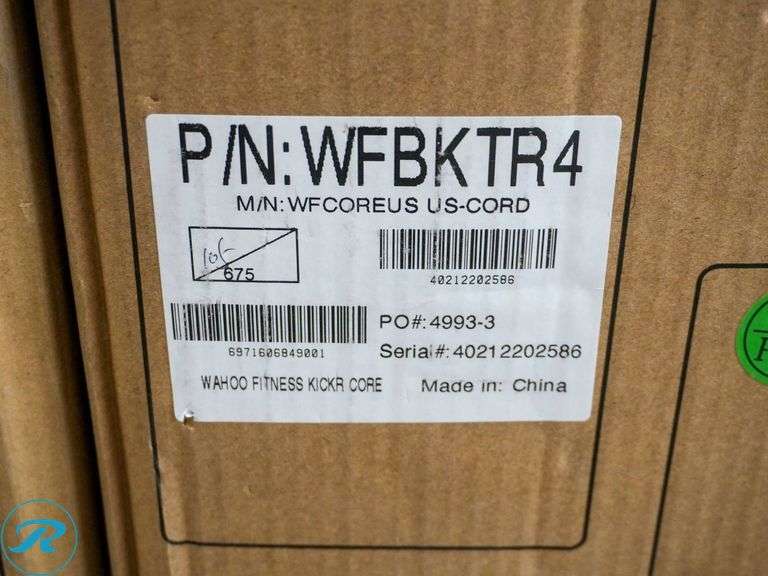 P/N:WFBKTR4
M/N: WFCOREUS US-CORD
675
40212202586
PO#: 4993-3
6971606849001
Serial#: 40212202586
WAHOO FITNESS KICKR CORE
Made in: China
R